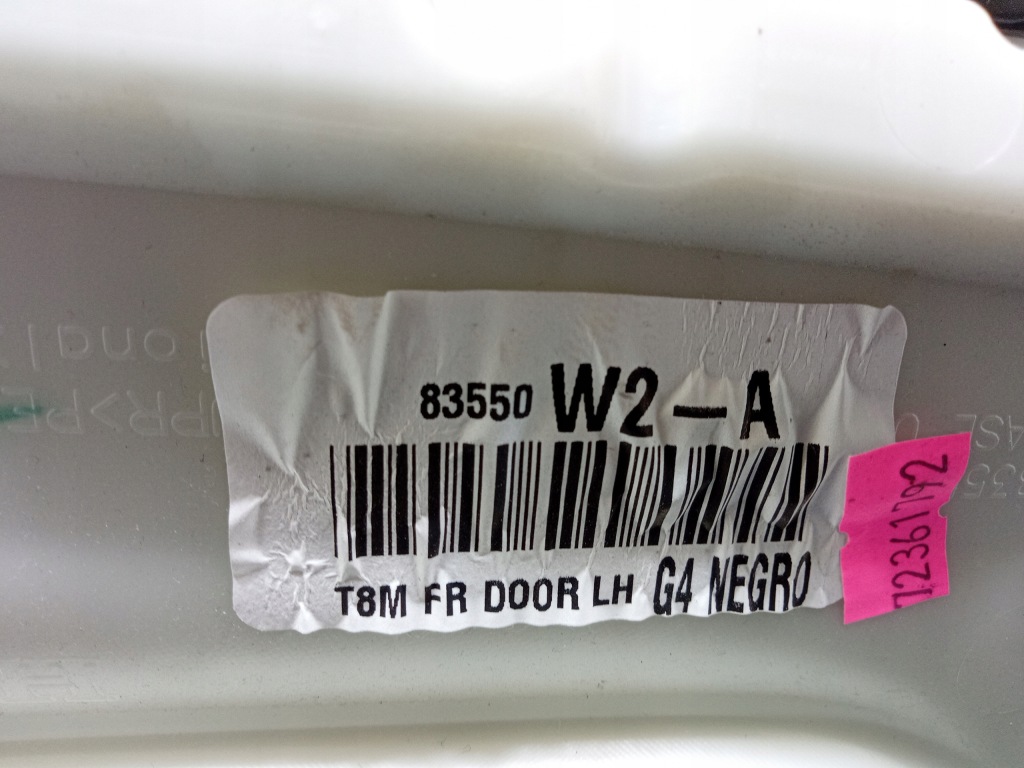 83550 W2-A
T8M FR DOOR LH G4 NEGRO
72361792